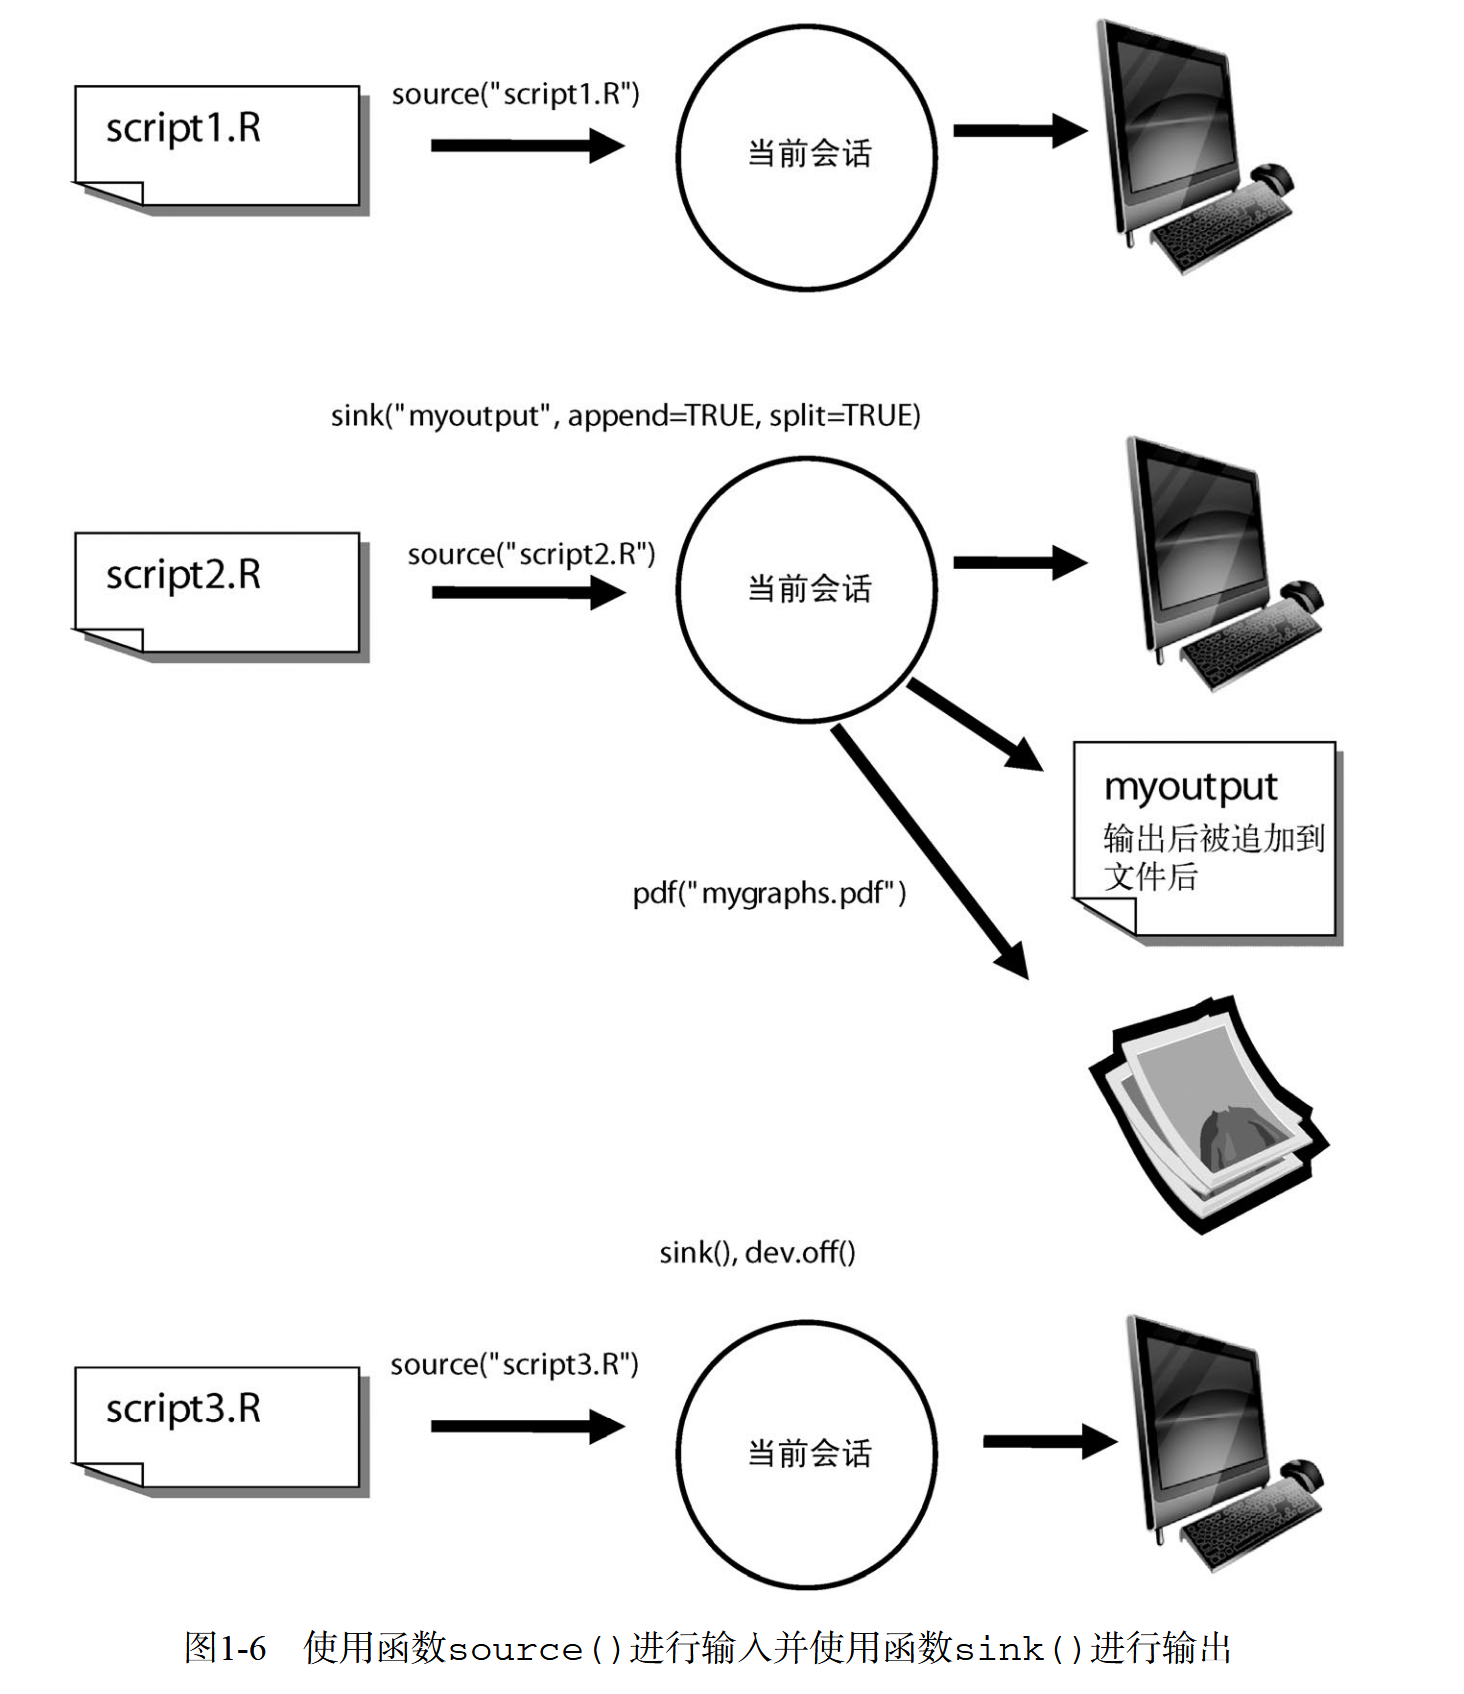 script1.R
source("script1.R")
当前会话
sink("myoutput", append=TRUE, split=TRUE)
script2.R
source("script2.R")
当前会话
myoutput
输出后被追加到
文件后
pdf("mygraphs.pdf")
sink(), dev.off()
script3.R
source("script3.R")
当前会话
图1-6 使用函数source()进行输入并使用函数sink()进行输出